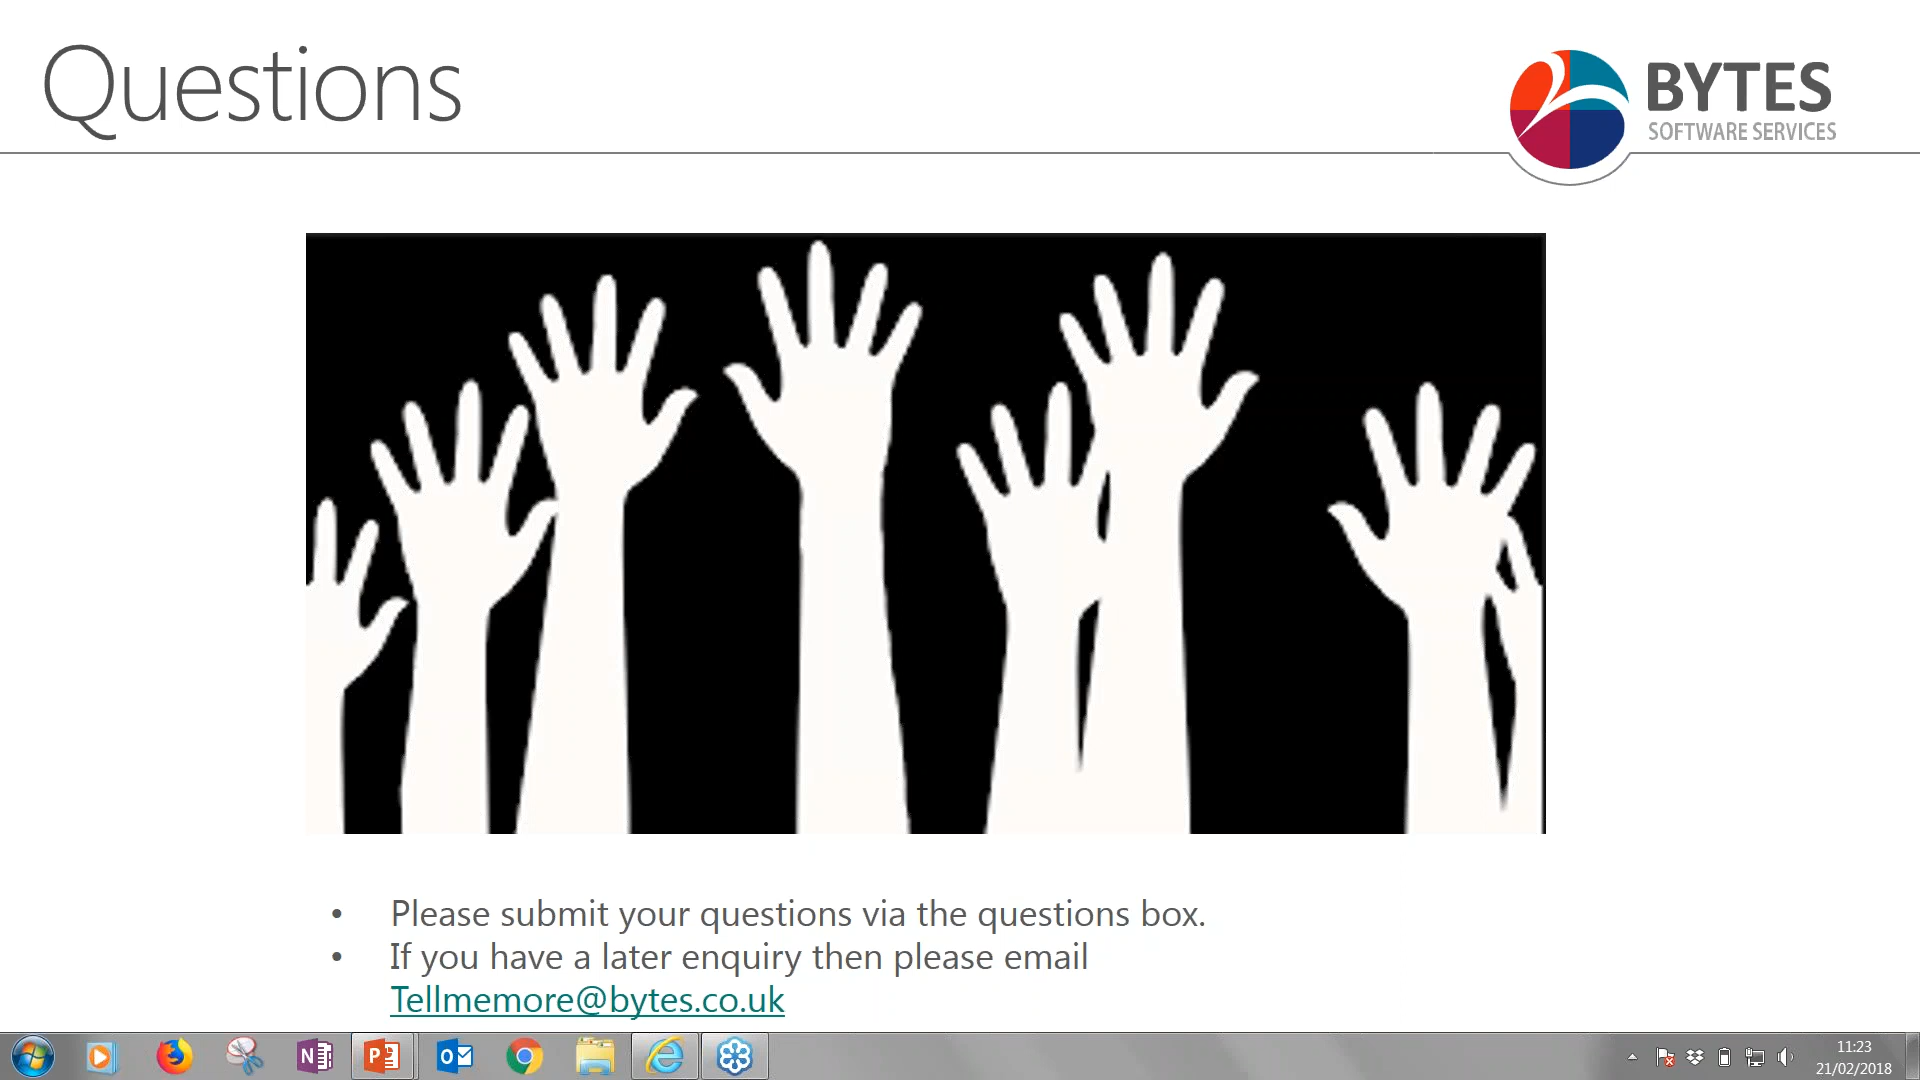 Questions
BYTES
SOFTWARE SERVICES
• Please submit your questions via the questions box.
• If you have a later enquiry then please email
Tellmemore@bytes.co.uk
N
P
O
11:23
21/02/2018